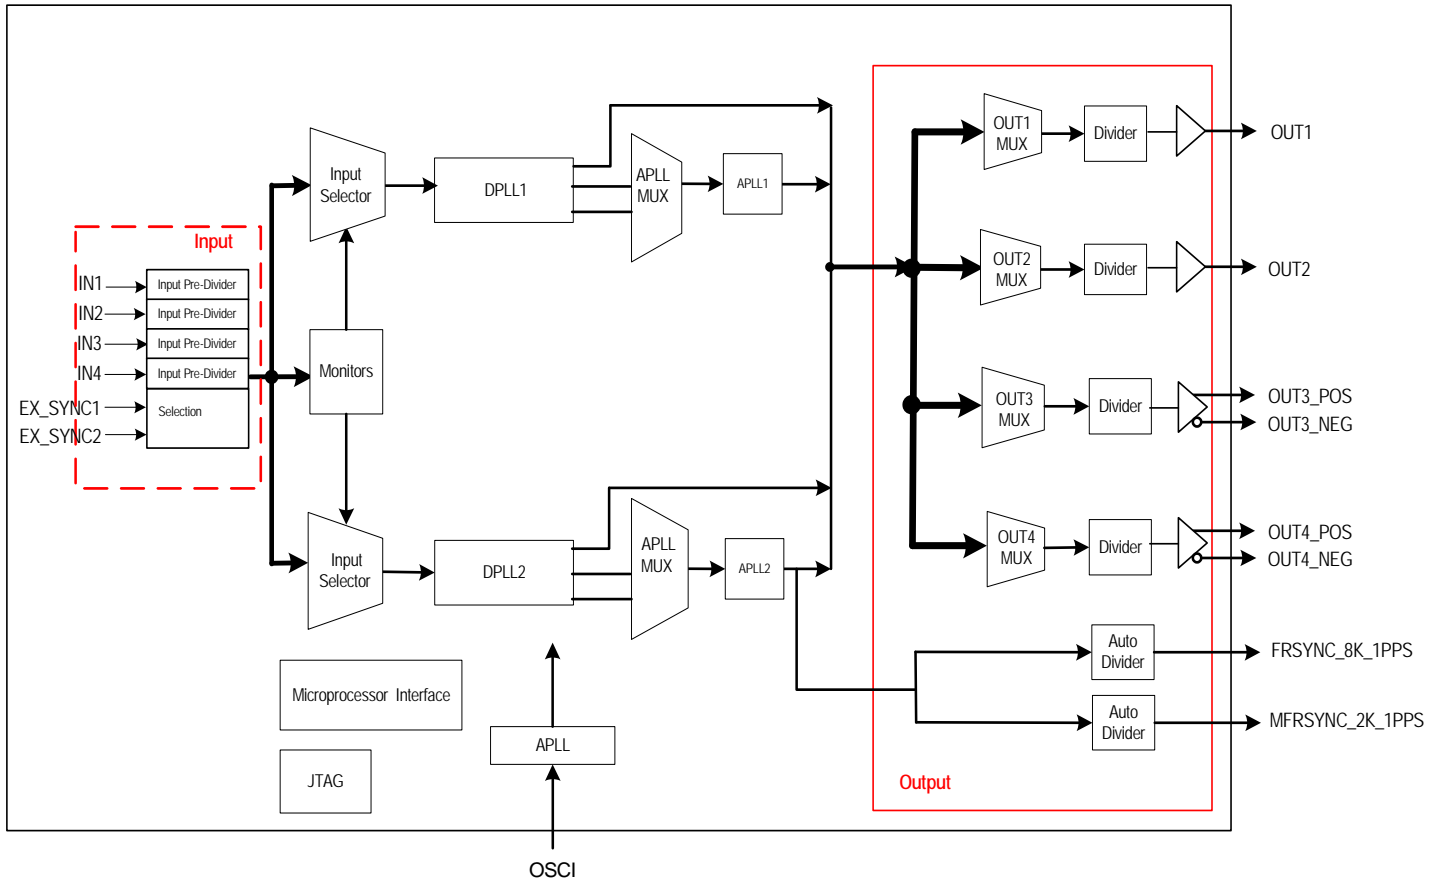 Input
IN1
Input Pre-Divider
IN2
Input Pre-Divider
IN3
Input Pre-Divider
IN4
Input Pre-Divider
EX_SYNC1
Selection
EX_SYNC2
Input
Selector
Monitors
Input
Selector
DPLL1
APLL
MUX
APLL1
DPLL2
APLL
MUX
APLL2
Microprocessor Interface
JTAG
APLL
OSCI
OUT1
MUX
Divider
OUT1
OUT2
MUX
Divider
OUT2
OUT3
MUX
Divider
OUT3_POS
OUT3_NEG
OUT4
MUX
Divider
OUT4_POS
OUT4_NEG
Auto
Divider
FRSYNC_8K_1PPS
Auto
Divider
MFRSYNC_2K_1PPS
Output